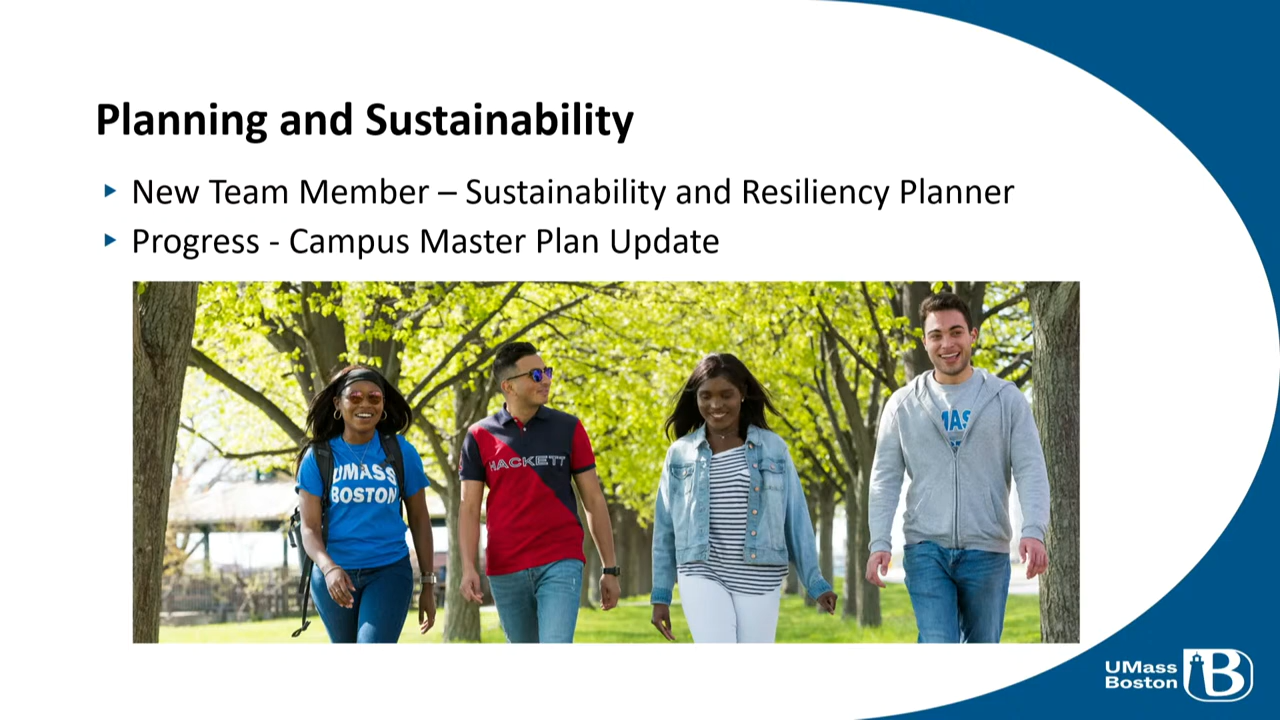 Planning and Sustainability
New Team Member – Sustainability and Resiliency Planner
Progress - Campus Master Plan Update
UMASS
BOSTON
HACKETT
MAS
UMass
Boston
B